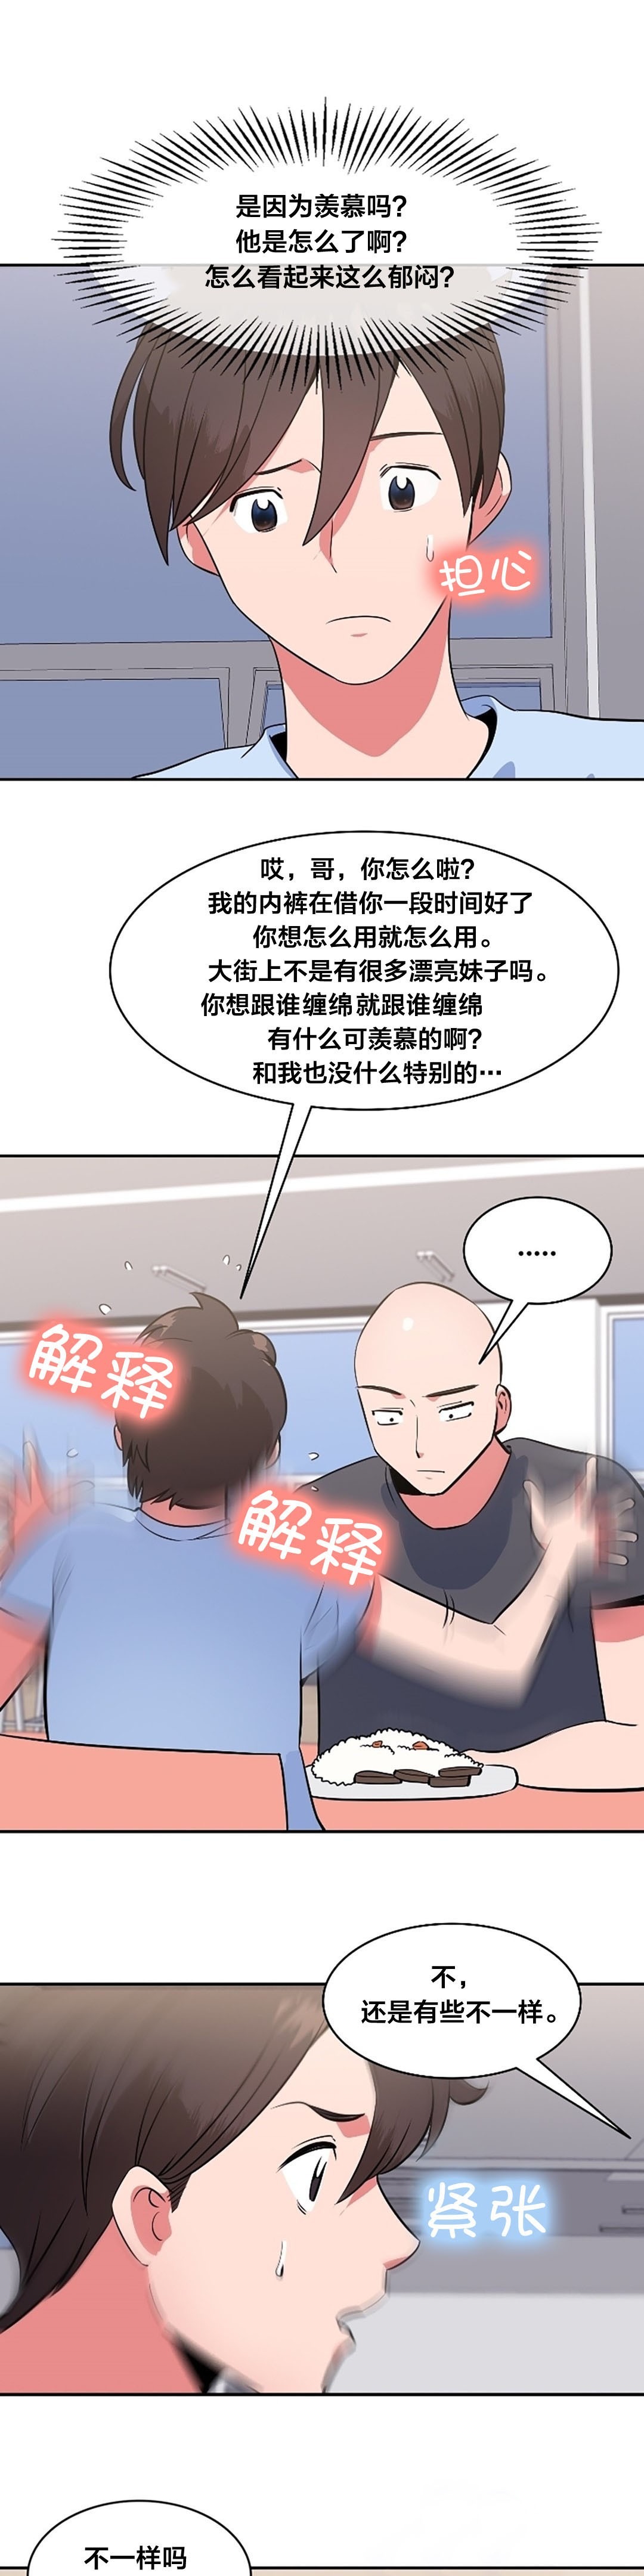 是因为羡慕吗？
他是怎么了啊？
怎么看起来这么郁闷？
担心
哎，哥，你怎么啦？
我的内裤在借你一段时间好了
你想怎么用就怎么用。
大街上不是有很多漂亮妹子吗。
你想跟谁缠绵就跟谁缠绵
有什么可羡慕的啊？
和我也没什么特别的…
.....
解释
解释
不，
还是有些不一样。
紧张
不一样吗